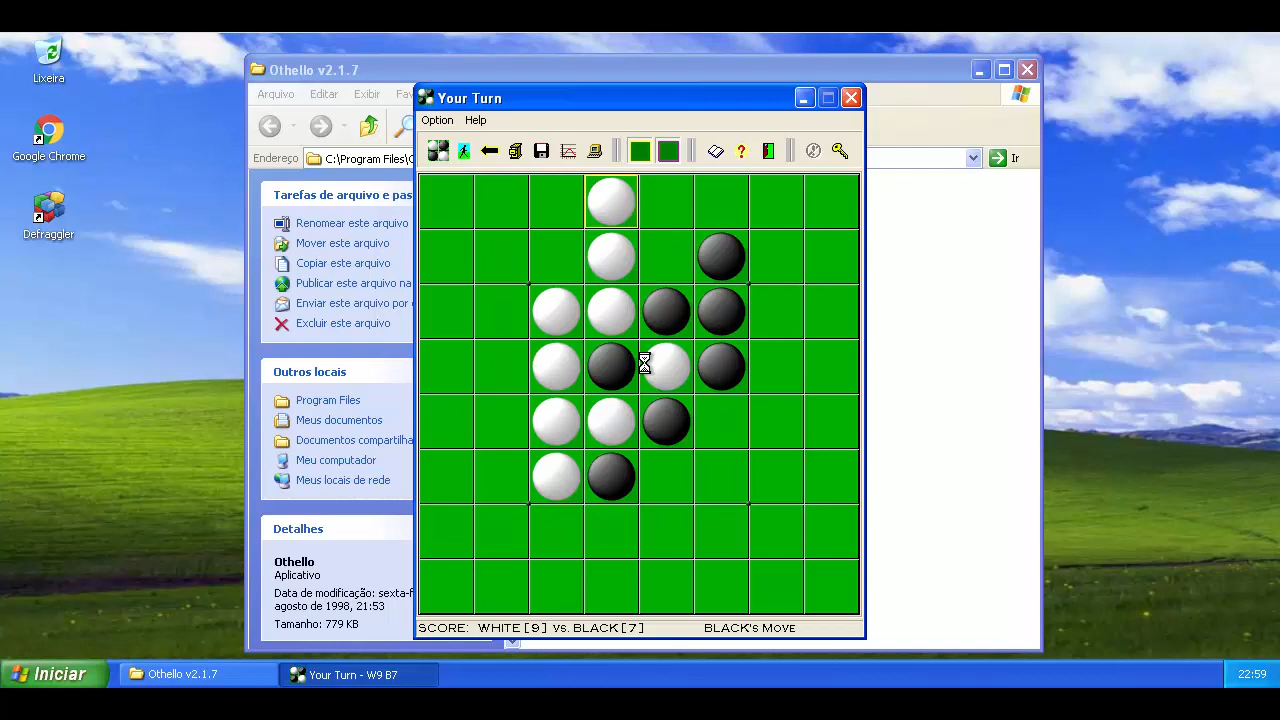 Lixeira
Google Chrome
Defraggler
Othello v2.1.7
Arquivo Editar Exibir Fav
Endereço C:\Program Files\ Ir
Your Turn
Option Help
Tarefas de arquivo e pas
Renomear este arquivo
Mover este arquivo
Copiar este arquivo
Publicar este arquivo na
Enviar este arquivo por
Excluir este arquivo
Outros locais
Program Files
Meus documentos
Documentos compartilha
Meu computador
Meus locais de rede
Detalhes
Othello
Aplicativo
Data de modificação: sexta-f
agosto de 1998, 21:53
Tamanho: 779 KB
SCORE: WHITE [9] vs. BLACK [7] BLACK's Move
Iniciar
Othello v2.1.7
Your Turn - W9 B7
22:59